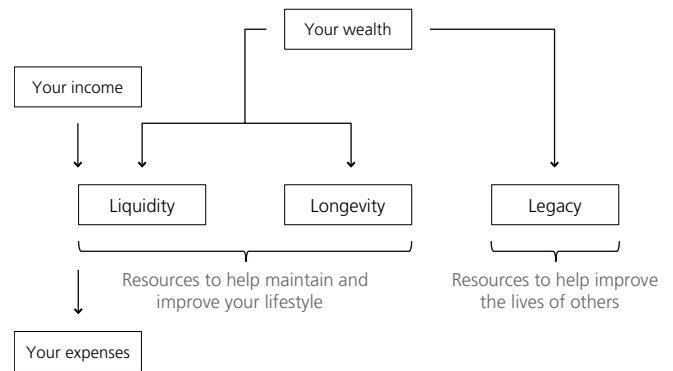 Your wealth
Your income
Liquidity
Longevity
Legacy
Resources to help maintain and
improve your lifestyle
Resources to help improve
the lives of others
Your expenses